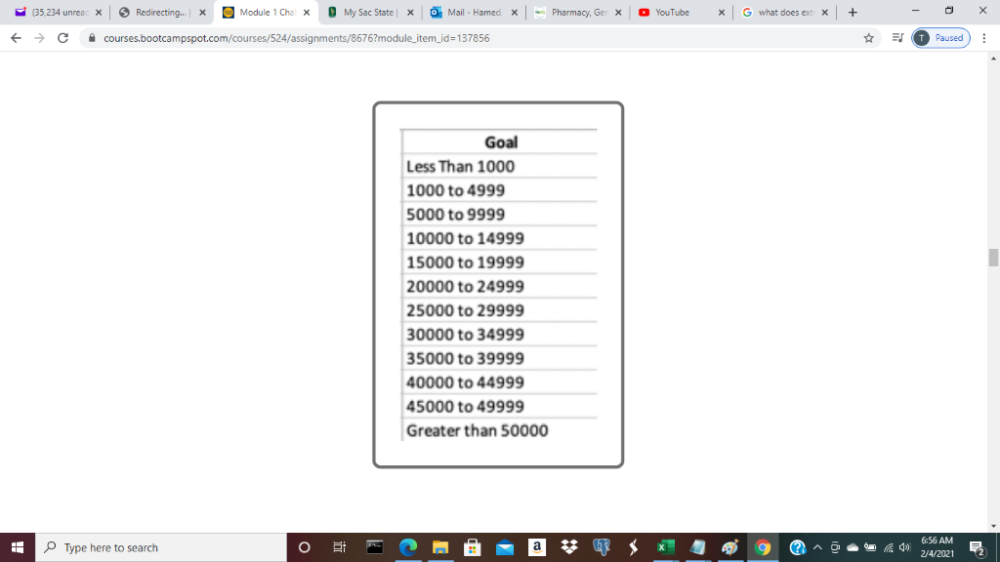 (35,234 unread
Redirecting...
Module 1 Chal
My Sac State |
Mail - Hamed,
Pharmacy, Ger
YouTube
what does ext
courses.bootcampspot.com/courses/524/assignments/8676?module_item_id=137856
T Paused
Goal
Less Than 1000
1000 to 4999
5000 to 9999
10000 to 14999
15000 to 19999
20000 to 24999
25000 to 29999
30000 to 34999
35000 to 39999
40000 to 44999
45000 to 49999
Greater than 50000
Type here to search
6:56 AM
2/4/2021
2